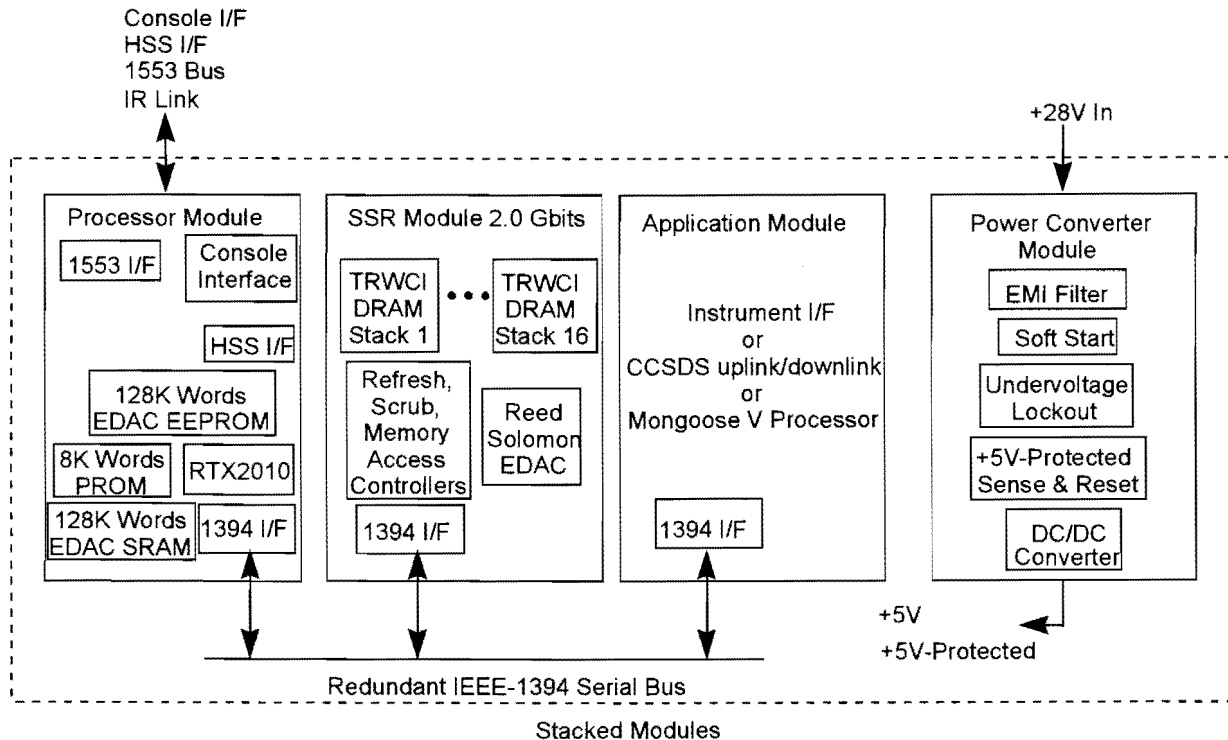 Console I/F
HSS I/F
1553 Bus
IR Link
+28V In
Processor Module
1553 I/F
Console
Interface
HSS I/F
128K Words
EDAC EEPROM
8K Words
PROM
RTX2010
128K Words
EDAC SRAM
1394 I/F
SSR Module 2.0 Gbits
TRWCI
DRAM
Stack 1
•••
TRWCI
DRAM
Stack 16
Refresh,
Scrub,
Memory
Access
Controllers
Reed
Solomon
EDAC
1394 I/F
Application Module
Instrument I/F
or
CCSDS uplink/downlink
or
Mongoose V Processor
1394 I/F
Power Converter
Module
EMI Filter
Soft Start
Undervoltage
Lockout
+5V-Protected
Sense & Reset
DC/DC
Converter
+5V
+5V-Protected
Redundant IEEE-1394 Serial Bus
Stacked Modules